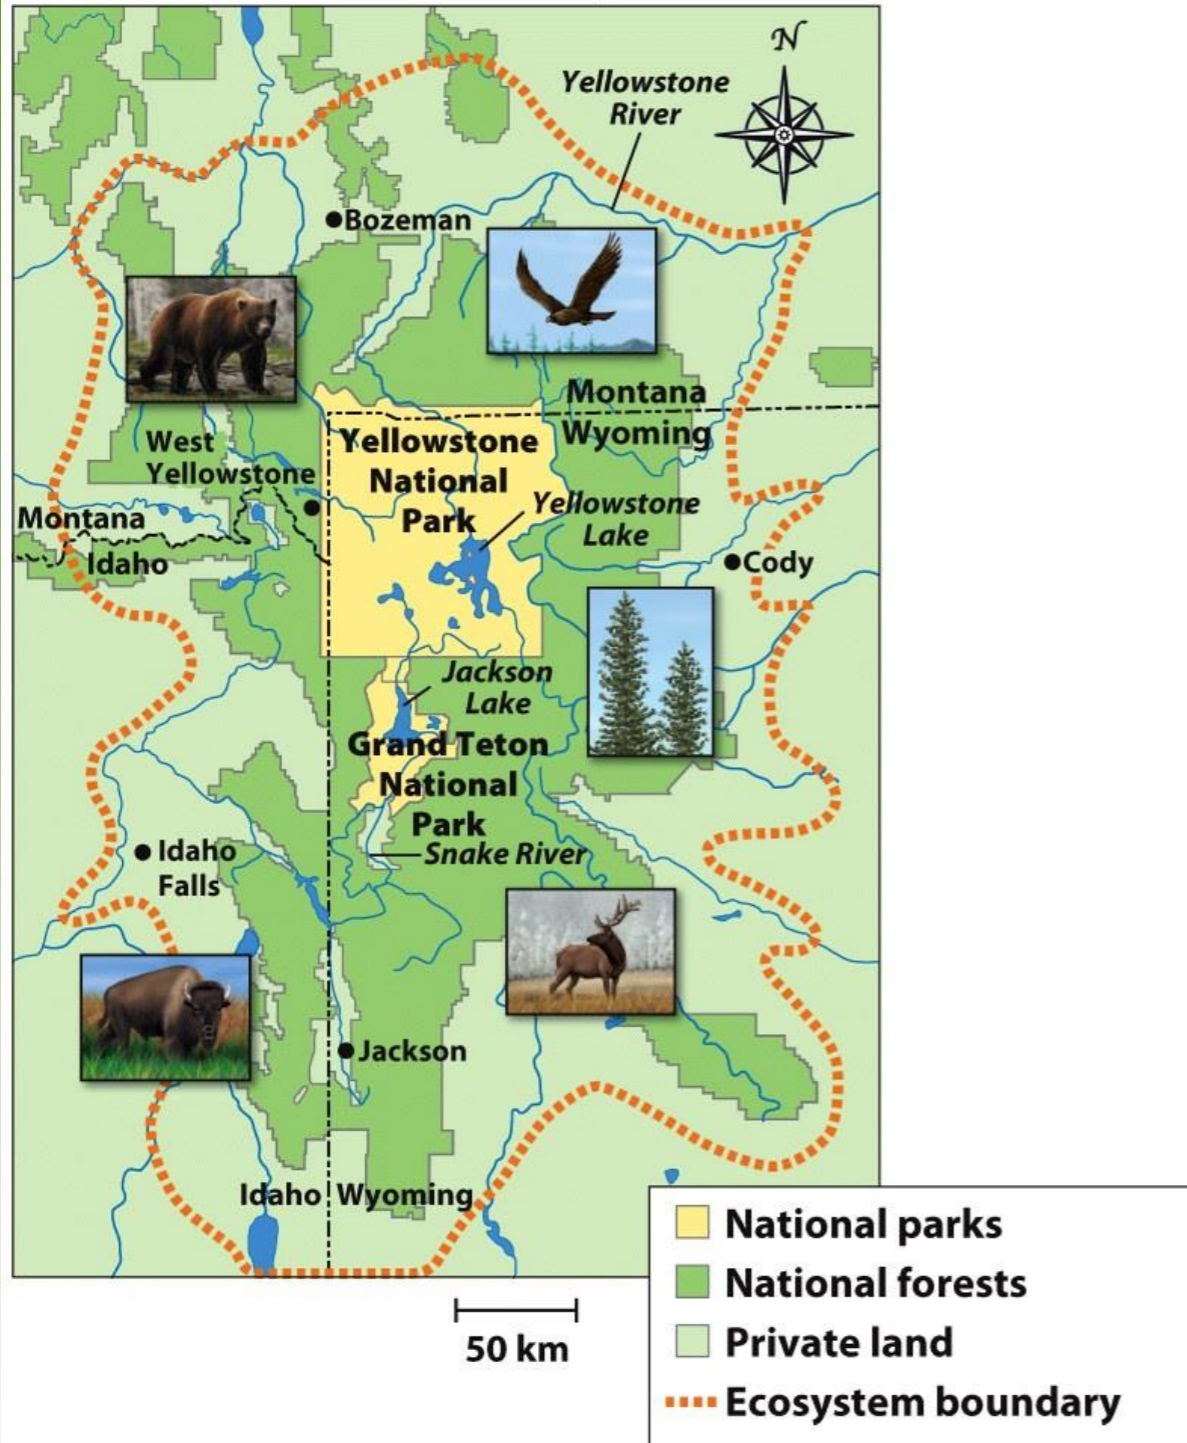 N
Yellowstone
River
Bozeman
Montana
Wyoming
West
Yellowstone
Yellowstone
National
Park
Yellowstone
Lake
Montana
Idaho
Cody
Jackson
Lake
Grand Teton
National
Park
Snake River
Idaho
Falls
Jackson
Idaho
Wyoming
National parks
National forests
Private land
Ecosystem boundary
50 km